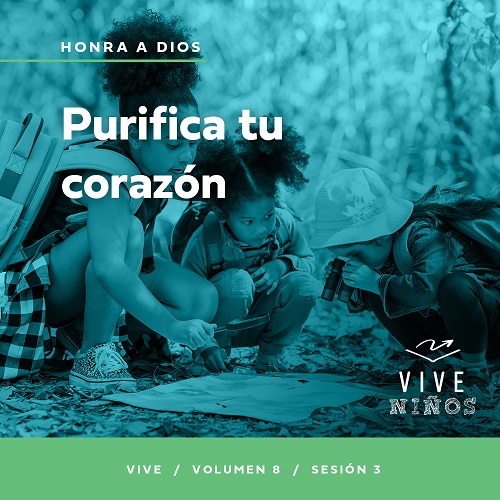 HONRA A DIOS
Purifica tu
corazón
VIVE
NIÑOS
VIVE / VOLUMEN 8 / SESIÓN 3